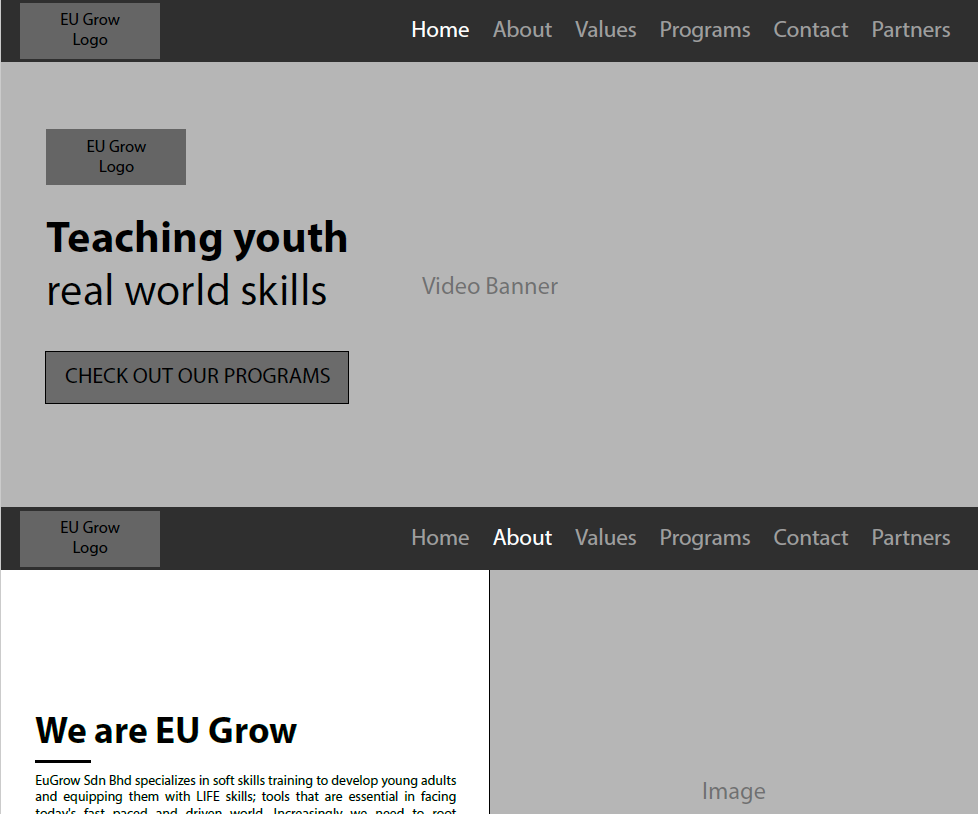 EU Grow
Logo
Home About Values Programs Contact Partners
EU Grow
Logo
Teaching youth
real world skills
Video Banner
CHECK OUT OUR PROGRAMS
EU Grow
Logo
Home About Values Programs Contact Partners
We are EU Grow
EuGrow Sdn Bhd specializes in soft skills training to develop young adults
and equipping them with LIFE skills; tools that are essential in facing
today's fast paced and driven world. Increasingly we need to root
Image